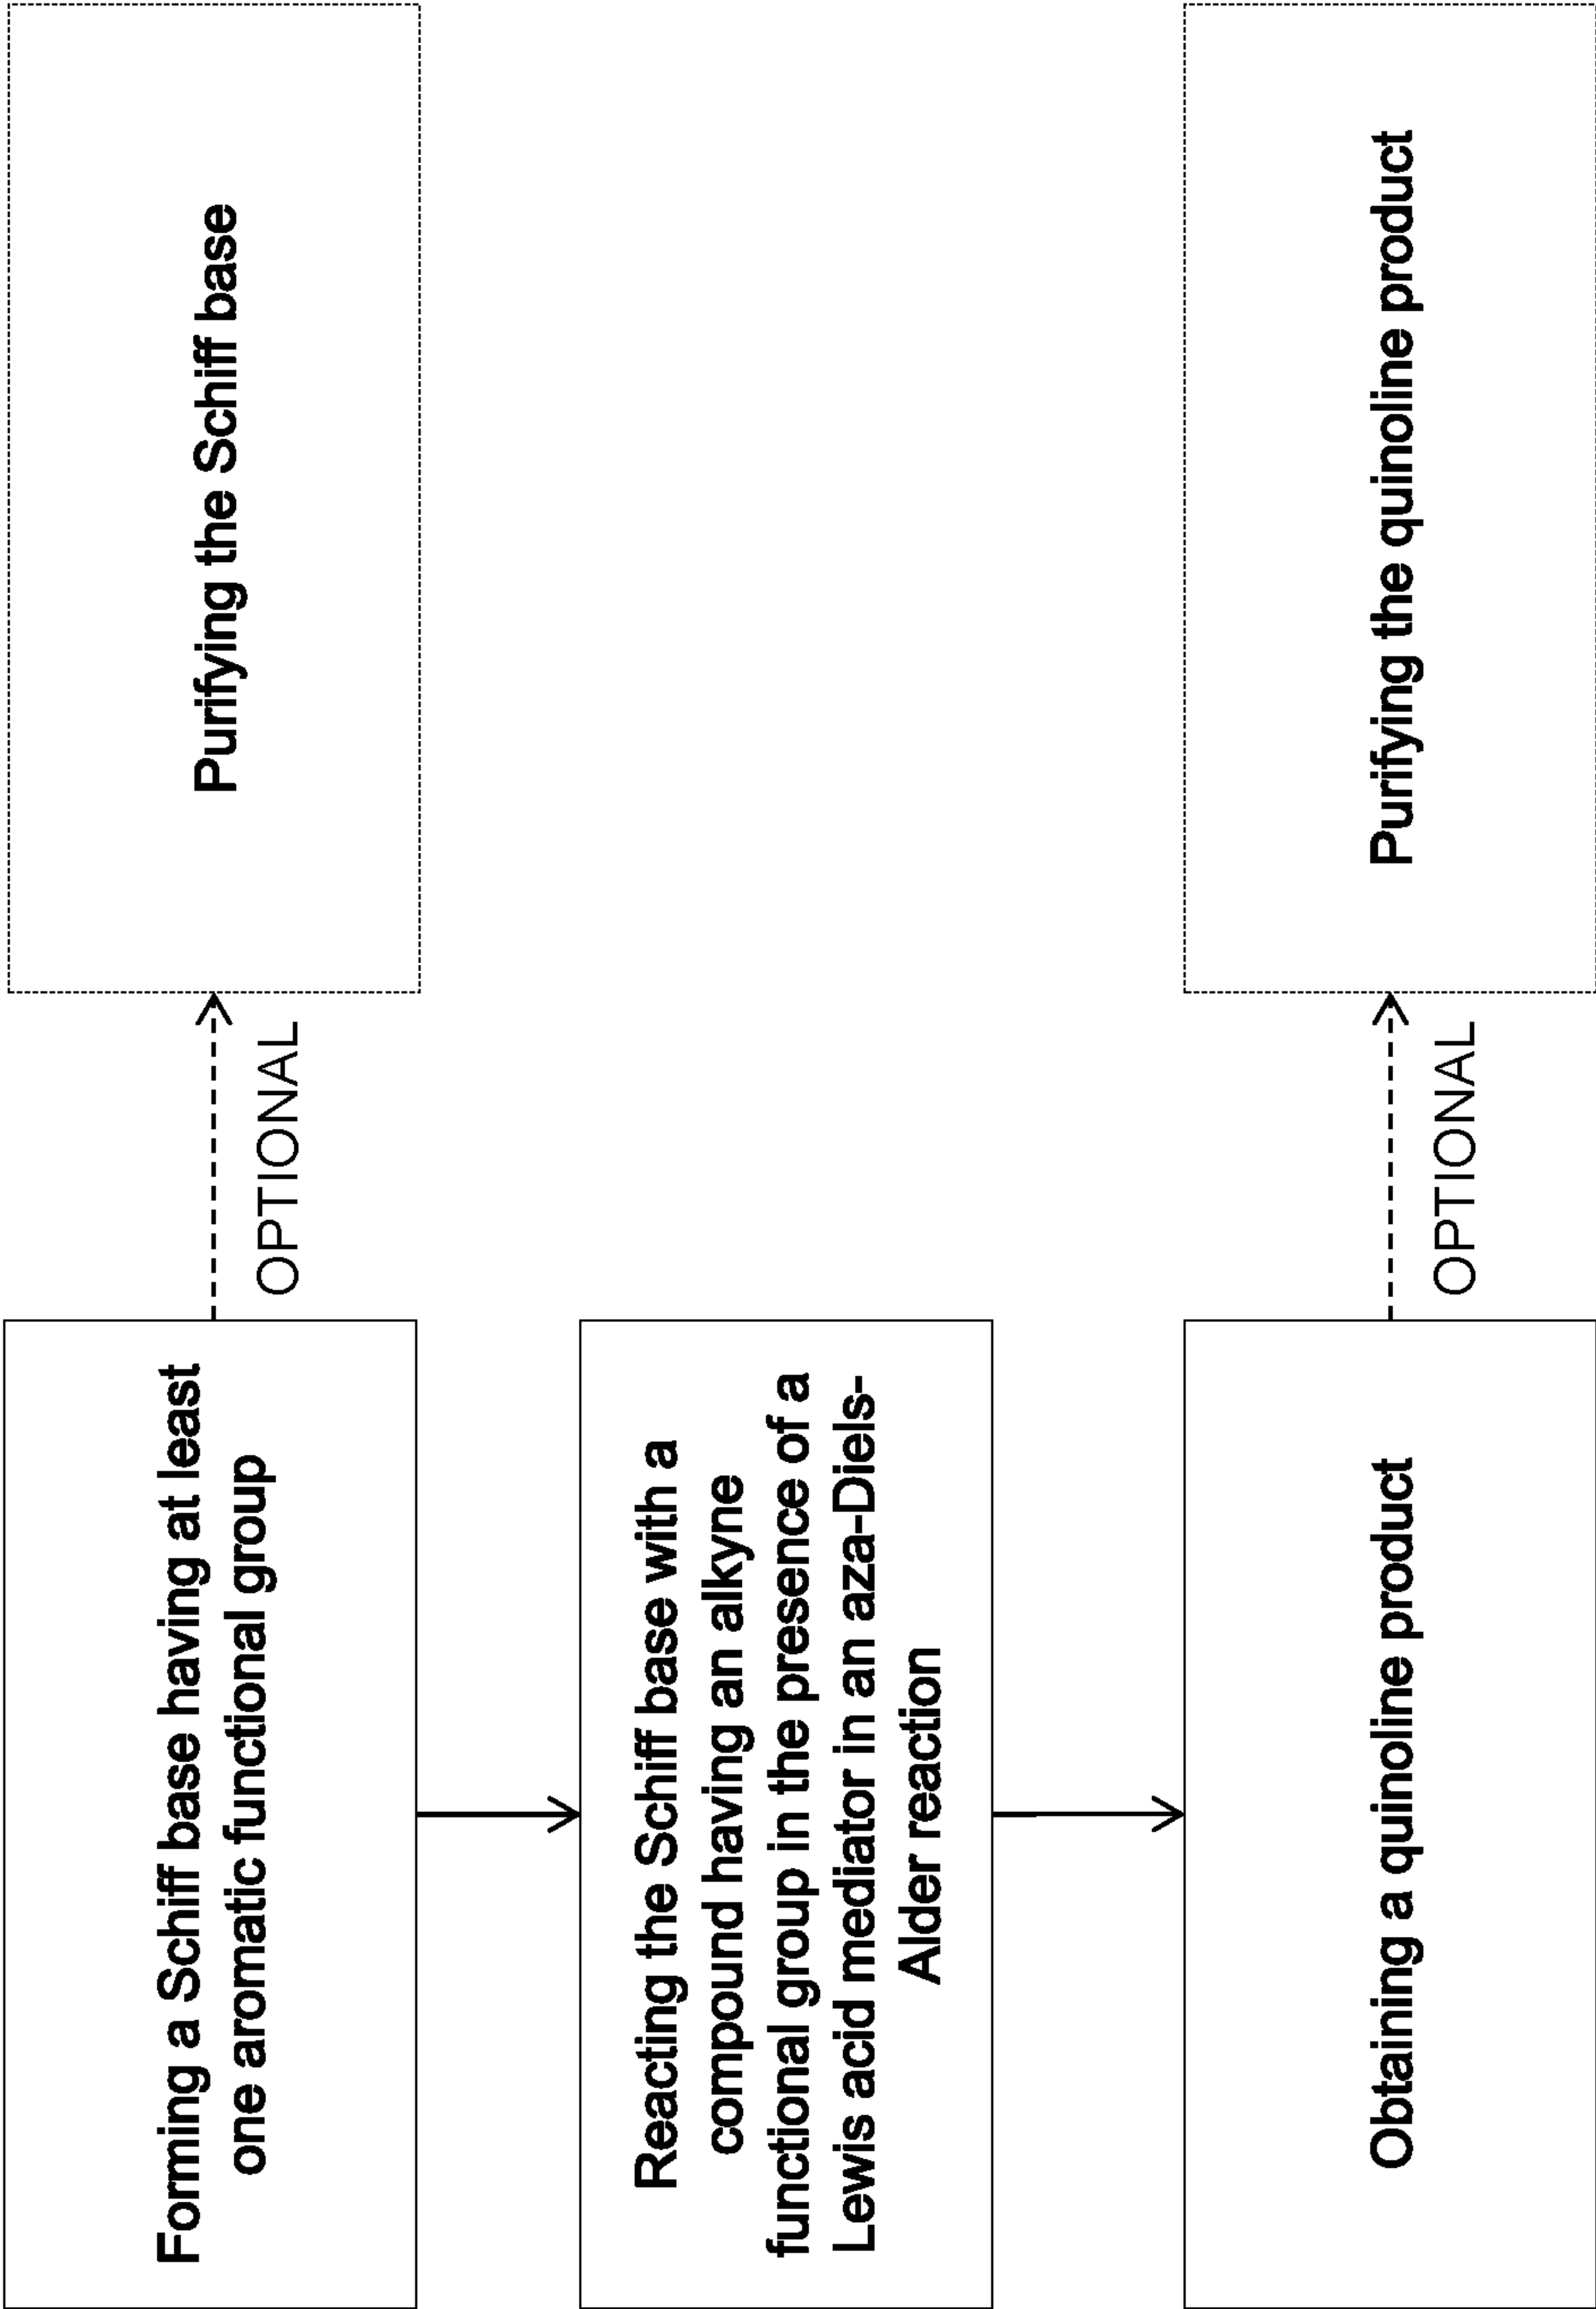 Forming a Schiff base having at least
one aromatic functional group
OPTIONAL
Purifying the Schiff base
Reacting the Schiff base with a
compound having an alkyne
functional group in the presence of a
Lewis acid mediator in an aza-Diels-
Alder reaction
Obtaining a quinoline product
OPTIONAL
Purifying the quinoline product